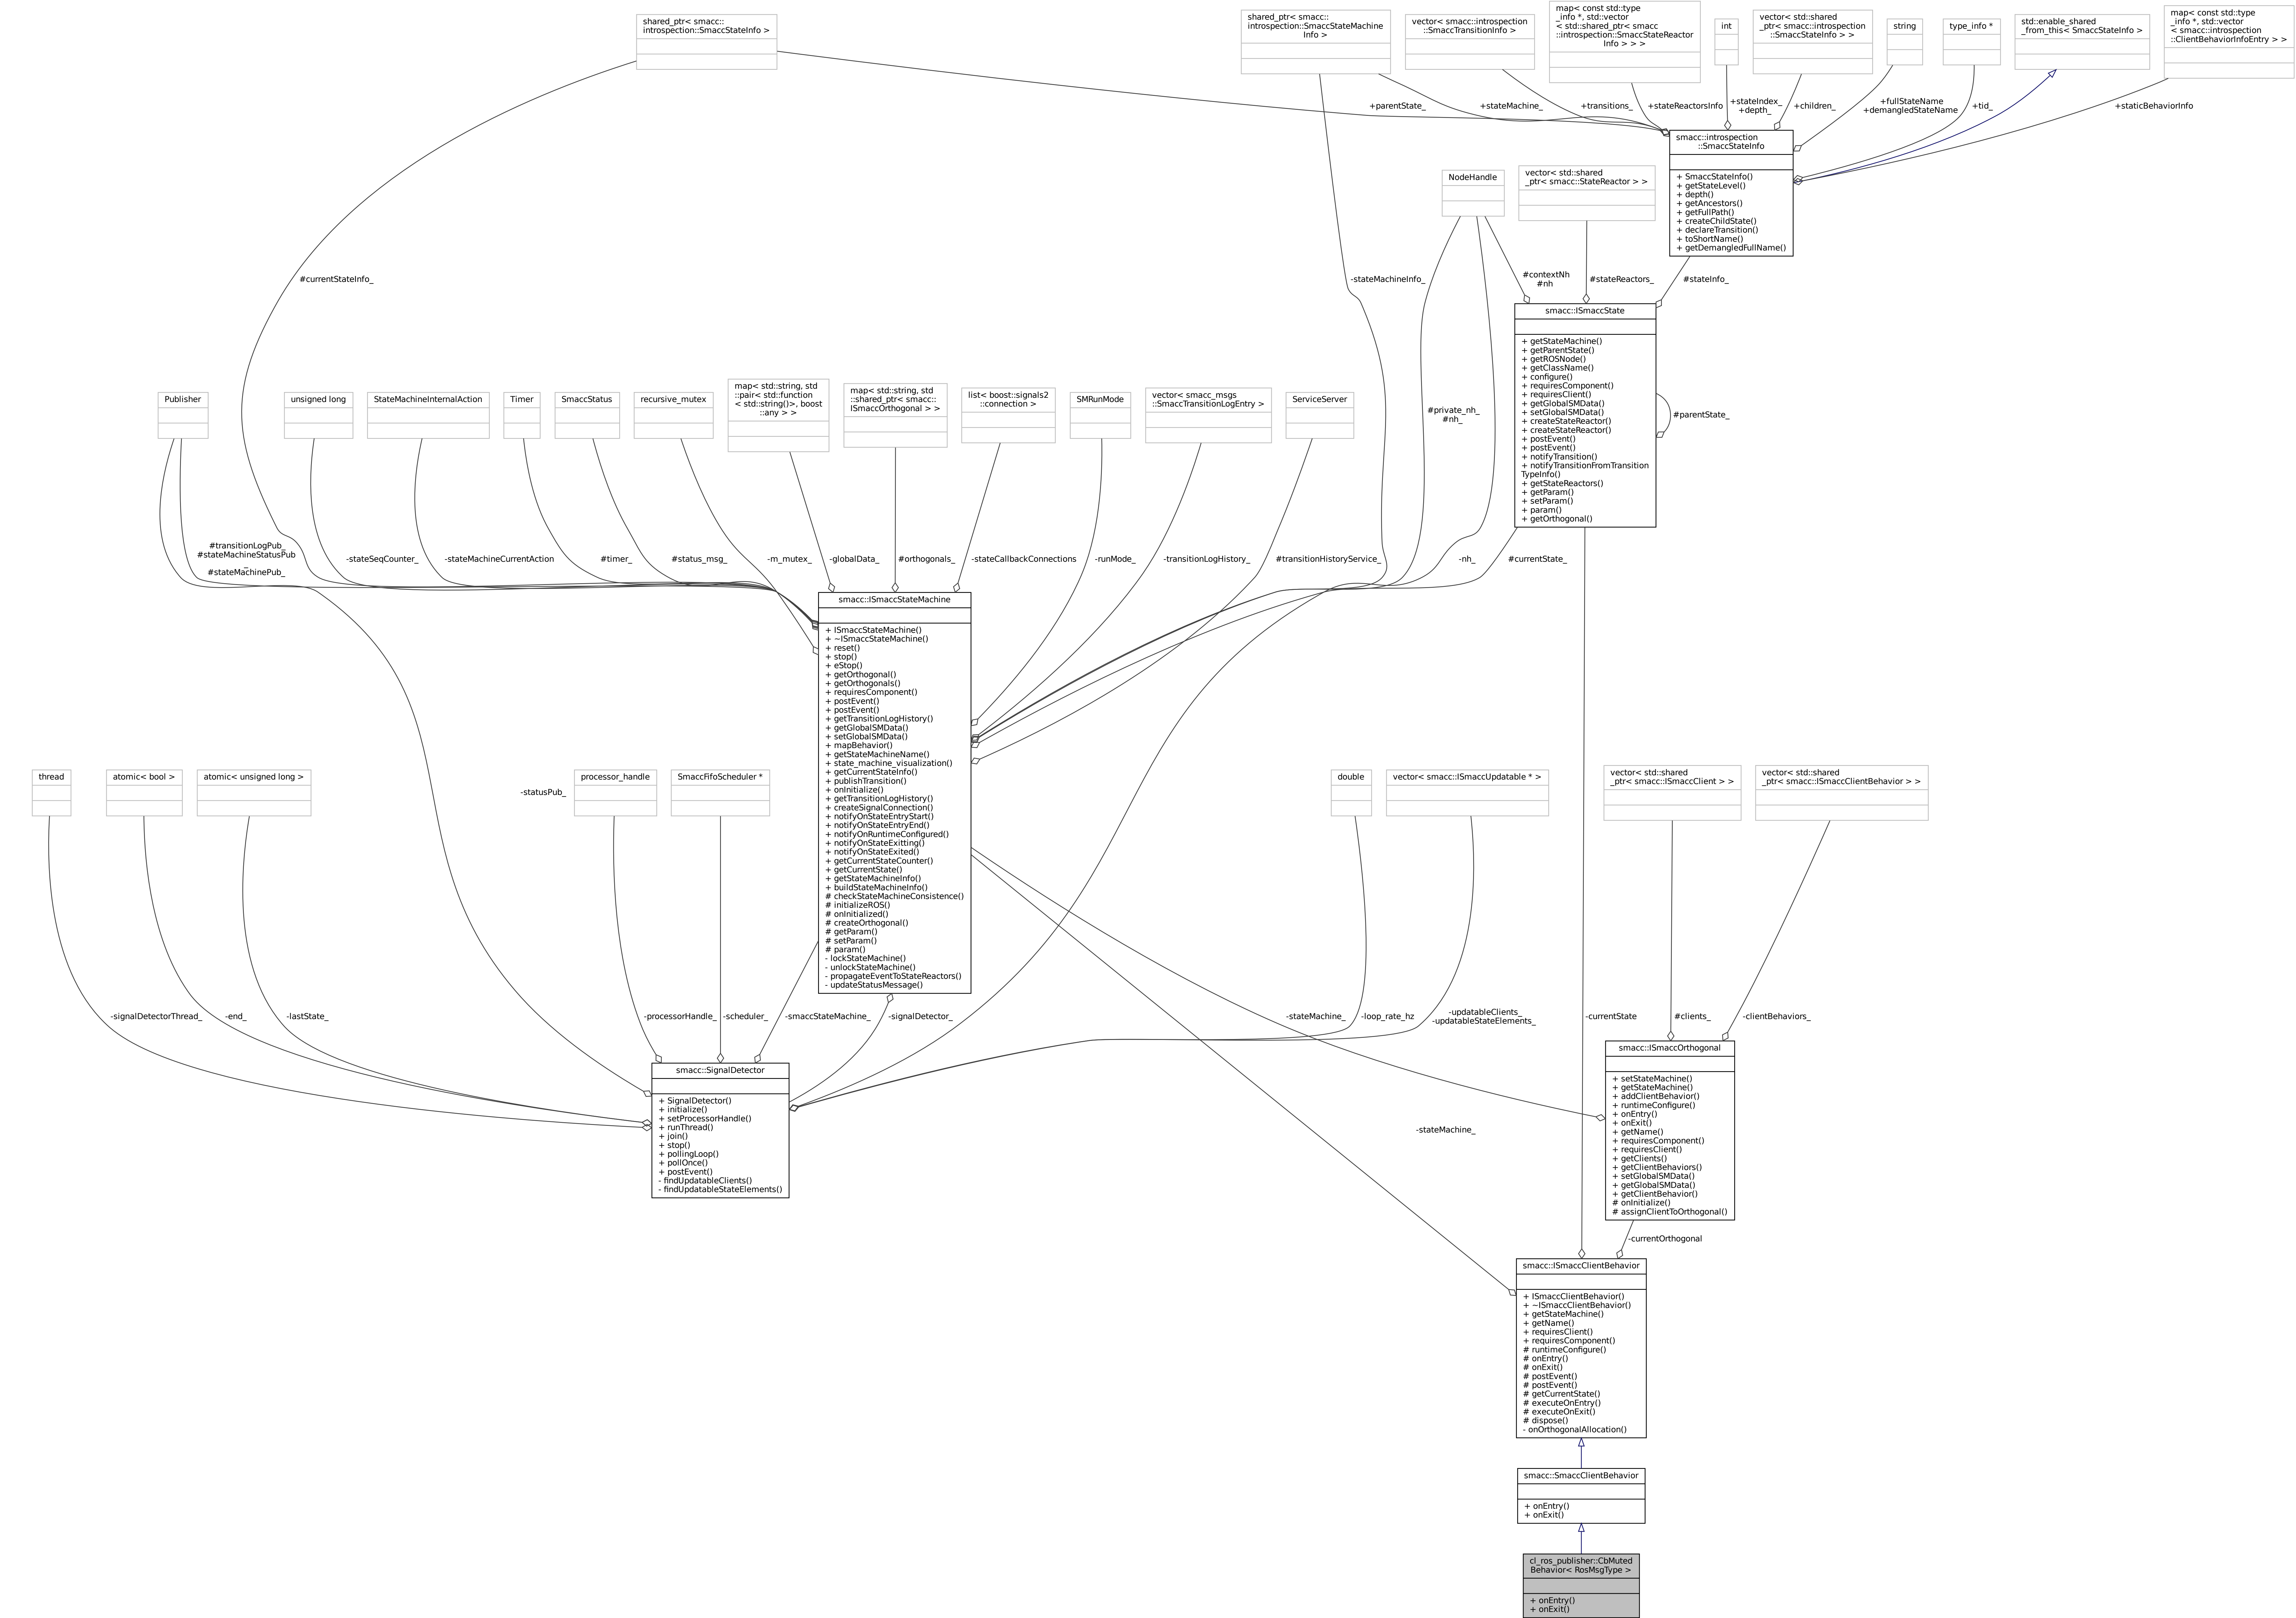 shared_ptr< smacc::
introspection::SmaccStateInfo >
shared_ptr< smacc::
introspection::SmaccStateMachine
Info >
vector< smacc::introspection
::SmaccTransitionInfo >
map< const std::type
_info *, std::vector
< std::shared_ptr< smacc
::introspection::SmaccStateReactor
Info > > >
int
vector< std::shared
_ptr< smacc::introspection
::SmaccStateInfo > >
string
type_info *
std::enable_shared
_from_this< SmaccStateInfo >
map< const std::type
_info *, std::vector
< smacc::introspection
::ClientBehaviorInfoEntry > >
+parentState_
+stateMachine_
+transitions_
+stateReactorsInfo
+stateIndex_
+depth_
+children_
+fullStateName
+demangledStateName
+tid_
+staticBehaviorInfo
smacc::introspection
::SmaccStateInfo
+ SmaccStateInfo()
+ getStateLevel()
+ depth()
+ getAncestors()
+ getFullPath()
+ createChildState()
+ declareTransition()
+ toShortName()
+ getDemangledFullName()
NodeHandle
vector< std::shared
_ptr< smacc::StateReactor > >
#currentStateInfo_
-stateMachineInfo_
#contextNh
#nh
#stateReactors_
#stateInfo_
smacc::ISmaccState
+ getStateMachine()
+ getParentState()
+ getROSNode()
+ getClassName()
+ configure()
+ requiresComponent()
+ requiresClient()
+ getGlobalSMData()
+ setGlobalSMData()
+ createStateReactor()
+ createStateReactor()
+ postEvent()
+ postEvent()
+ notifyTransition()
+ notifyTransitionFromTransition
TypeInfo()
+ getStateReactors()
+ getParam()
+ setParam()
+ param()
+ getOrthogonal()
#parentState_
#private_nh_
#nh_
Publisher
unsigned long
StateMachineInternalAction
Timer
SmaccStatus
recursive_mutex
map< std::string, std
::pair< std::function
< std::string()>, boost
::any > >
map< std::string, std
::shared_ptr< smacc::
ISmaccOrthogonal > >
list< boost::signals2
::connection >
SMRunMode
vector< smacc_msgs
::SmaccTransitionLogEntry >
ServiceServer
#transitionLogPub_
#stateMachineStatusPub
_
#stateMachinePub_
-stateSeqCounter_
-stateMachineCurrentAction
#timer_
#status_msg_
-m_mutex_
-globalData_
#orthogonals_
-stateCallbackConnections
-runMode_
-transitionLogHistory_
#transitionHistoryService_
-nh_
#currentState_
smacc::ISmaccStateMachine
+ ISmaccStateMachine()
+ ~ISmaccStateMachine()
+ reset()
+ stop()
+ eStop()
+ getOrthogonal()
+ getOrthogonals()
+ requiresComponent()
+ postEvent()
+ postEvent()
+ getTransitionLogHistory()
+ getGlobalSMData()
+ setGlobalSMData()
+ mapBehavior()
+ getStateMachineName()
+ state_machine_visualization()
+ getCurrentStateInfo()
+ publishTransition()
+ onInitialize()
+ getTransitionLogHistory()
+ createSignalConnection()
+ notifyOnStateEntryStart()
+ notifyOnStateEntryEnd()
+ notifyOnRuntimeConfigured()
+ notifyOnStateExitting()
+ notifyOnStateExited()
+ getCurrentStateCounter()
+ getCurrentState()
+ getStateMachineInfo()
+ buildStateMachineInfo()
# checkStateMachineConsistence()
# initializeROS()
# onInitialized()
# createOrthogonal()
# getParam()
# setParam()
# param()
- lockStateMachine()
- unlockStateMachine()
- propagateEventToStateReactors()
- updateStatusMessage()
thread
atomic< bool >
atomic< unsigned long >
-statusPub_
processor_handle
SmaccFifoScheduler *
double
vector< smacc::ISmaccUpdatable * >
vector< std::shared
_ptr< smacc::ISmaccClient > >
vector< std::shared
_ptr< smacc::ISmaccClientBehavior > >
-signalDetectorThread_
-end_
-lastState_
-processorHandle_
-scheduler_
-smaccStateMachine_
-signalDetector_
-stateMachine_
-loop_rate_hz
-updatableClients_
-updatableStateElements_
-currentState
#clients_
-clientBehaviors_
smacc::SignalDetector
+ SignalDetector()
+ initialize()
+ setProcessorHandle()
+ runThread()
+ join()
+ stop()
+ pollingLoop()
+ pollOnce()
+ postEvent()
- findUpdatableClients()
- findUpdatableStateElements()
smacc::ISmaccOrthogonal
+ setStateMachine()
+ getStateMachine()
+ addClientBehavior()
+ runtimeConfigure()
+ onEntry()
+ onExit()
+ getName()
+ requiresComponent()
+ requiresClient()
+ getClients()
+ getClientBehaviors()
+ setGlobalSMData()
+ getGlobalSMData()
+ getClientBehavior()
# onInitialize()
# assignClientToOrthogonal()
-stateMachine_
-currentOrthogonal
smacc::ISmaccClientBehavior
+ ISmaccClientBehavior()
+ ~ISmaccClientBehavior()
+ getStateMachine()
+ getName()
+ requiresClient()
+ requiresComponent()
# runtimeConfigure()
# onEntry()
# onExit()
# postEvent()
# postEvent()
# getCurrentState()
# executeOnEntry()
# executeOnExit()
# dispose()
- onOrthogonalAllocation()
smacc::SmaccClientBehavior
+ onEntry()
+ onExit()
cl_ros_publisher::CbMuted
Behavior< RosMsgType >
+ onEntry()
+ onExit()